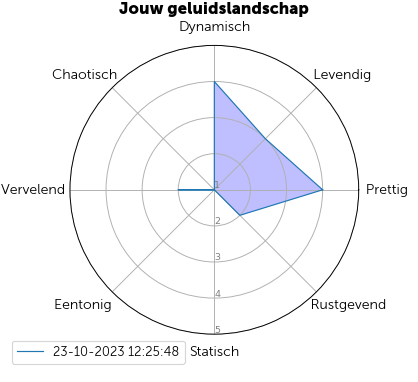 Jouw geluidslandschap
Dynamisch
Chaotisch
Levendig
Vervelend
1
Prettig
2
3
Eentonig
4
Rustgevend
5
23-10-2023 12:25:48
Statisch